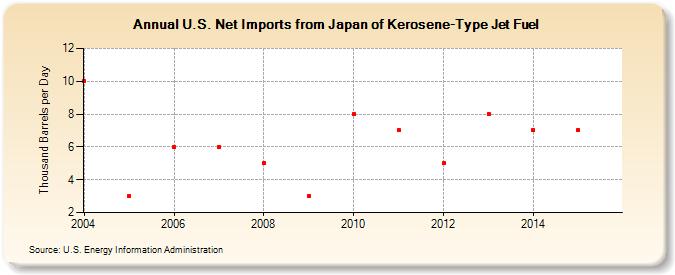 Annual U.S. Net Imports from Japan of Kerosene-Type Jet Fuel
Thousand Barrels per Day
12
10
8
6
4
2
2004 2006 2008 2010 2012 2014
Source: U.S. Energy Information Administration